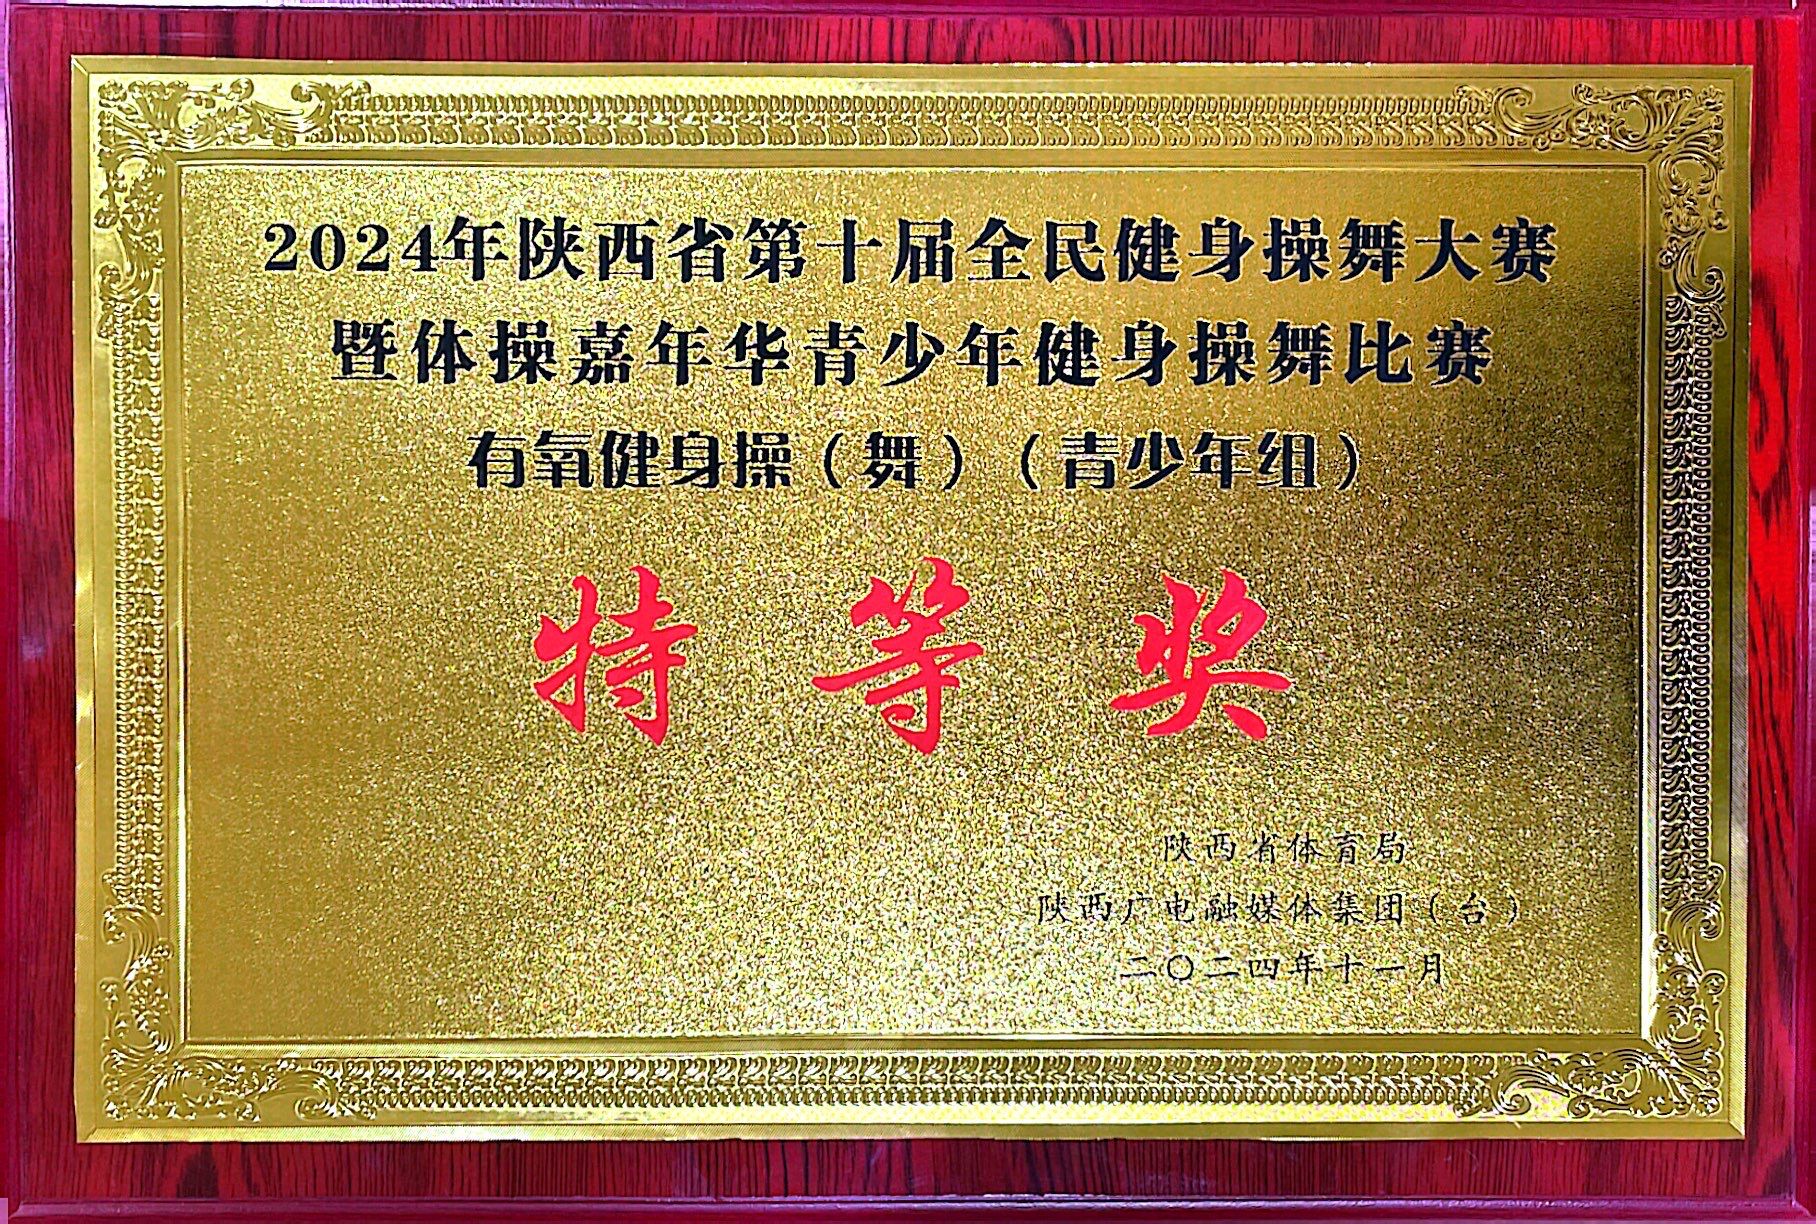 2024年陕西省第十届全民健身操舞大赛
暨体操嘉年华青少年健身操舞比赛
有氧健身操（舞）（青少年组）
特等奖
陕西省体育局
陕西广电融媒体集团（台）
二〇二四年十一月